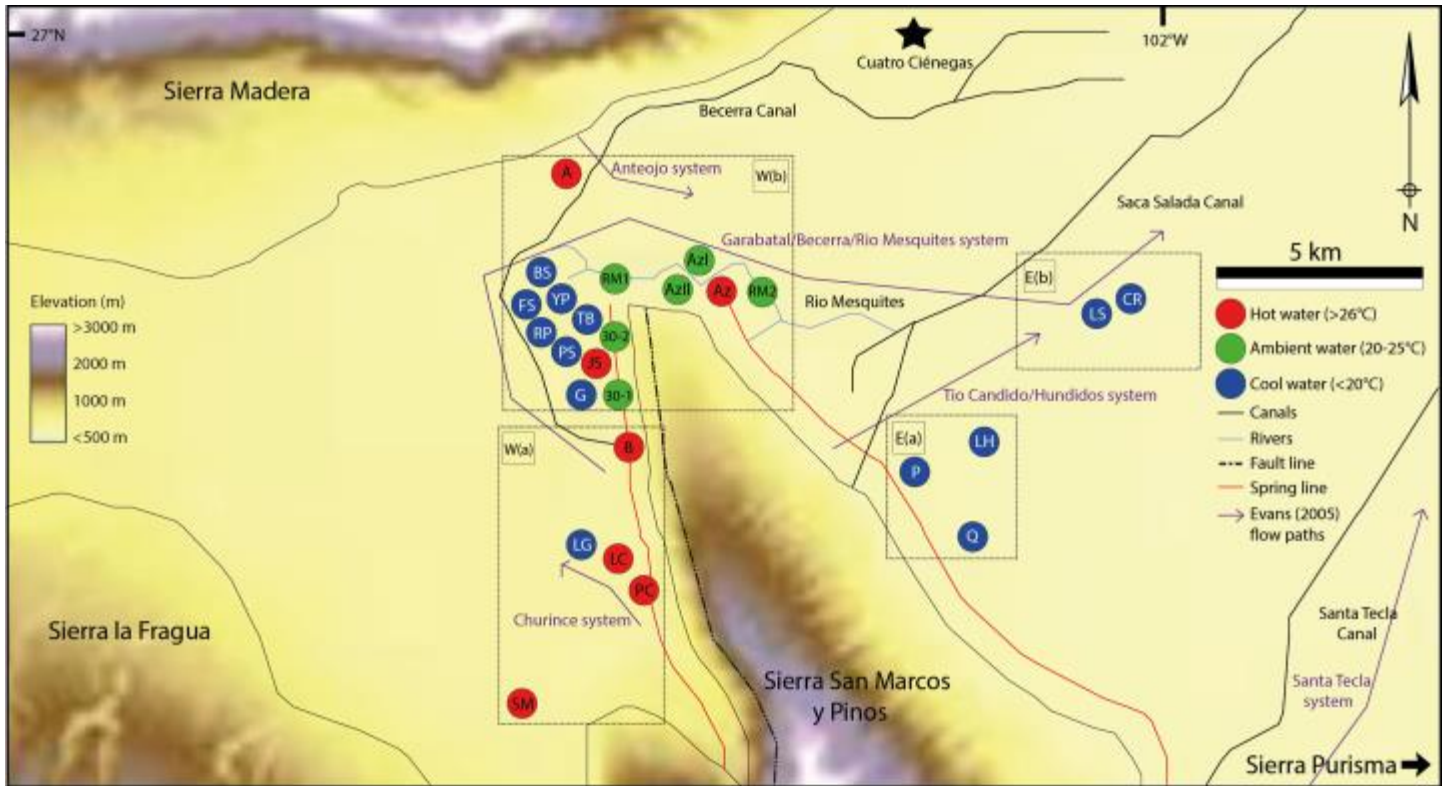 27°N
102°W
Cuatro Ciénegas
Sierra Madera
Becerra Canal
Anteojo system
W(b)
A
Saca Salada Canal
N
Garabatal/Becerra/Rio Mesquites system
5 km
E(b)
BS
RM1
AzI
AzII
Az
RM2
Rio Mesquites
CR
LS
FS
YP
TB
RP
30-2
PS
JS
G
30-1
Elevation (m)
>3000 m
2000 m
1000 m
<500 m
Hot water (>26°C)
Ambient water (20-25°C)
Cool water (<20°C)
Canals
Rivers
Fault line
Spring line
Evans (2005)
flow paths
Tio Candido/Hundidos system
W(a)
B
E(a)
LH
P
Q
LG
LC
PC
Churince system
SM
Sierra la Fragua
Sierra San Marcos
y Pinos
Santa Tecla
Canal
Santa Tecla
system
Sierra Purisma